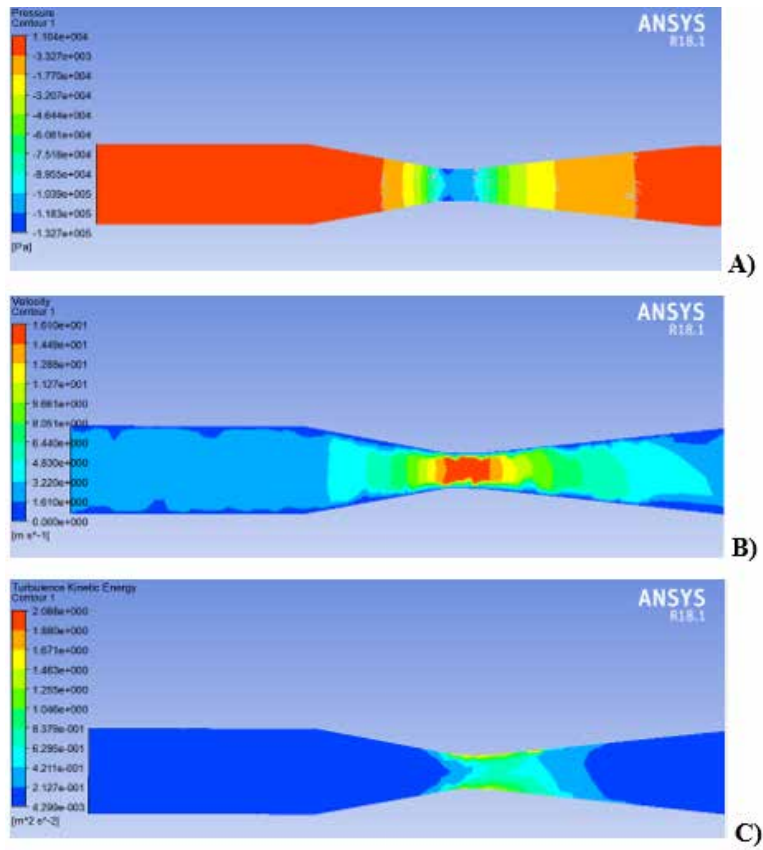 Pressure
Contour 1
ANSYS
R18.1
1.104e+004
-3.327e+003
-1.770e+004
-3.207e+004
-4.644e+004
-6.081e+004
-7.518e+004
-8.955e+004
-1.039e+005
-1.183e+005
-1.327e+005
[Pa]
A)
Velocity
Contour 1
ANSYS
R18.1
1.610e+001
1.449e+001
1.288e+001
1.127e+001
9.661e+000
8.051e+000
6.440e+000
4.830e+000
3.220e+000
1.610e+000
0.000e+000
[m s^-1]
B)
Turbulence Kinetic Energy
Contour 1
ANSYS
R18.1
2.088e+000
1.880e+000
1.671e+000
1.463e+000
1.255e+000
1.046e+000
8.379e-001
6.295e-001
4.211e-001
2.127e-001
4.299e-003
[m^2 s^-2]
C)